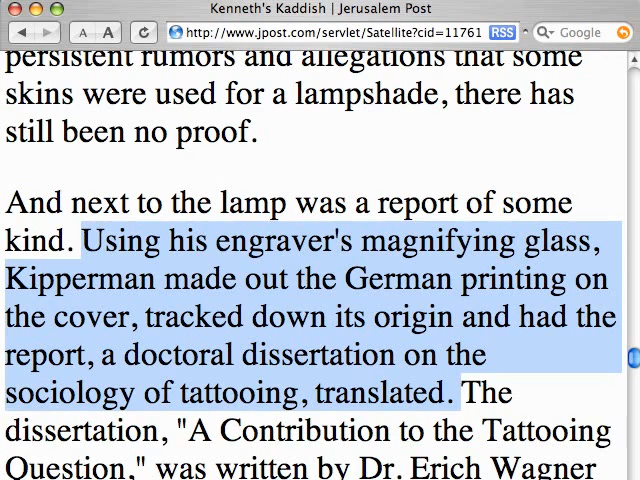 Kenneth's Kaddish | Jerusalem Post
A A http://www.jpost.com/servlet/Satellite?cid=11761 RSS Google
persistent rumors and allegations that some
skins were used for a lampshade, there has
still been no proof.
And next to the lamp was a report of some
kind. Using his engraver's magnifying glass,
Kipperman made out the German printing on
the cover, tracked down its origin and had the
report, a doctoral dissertation on the
sociology of tattooing, translated. The
dissertation, "A Contribution to the Tattooing
Question," was written by Dr. Erich Wagner